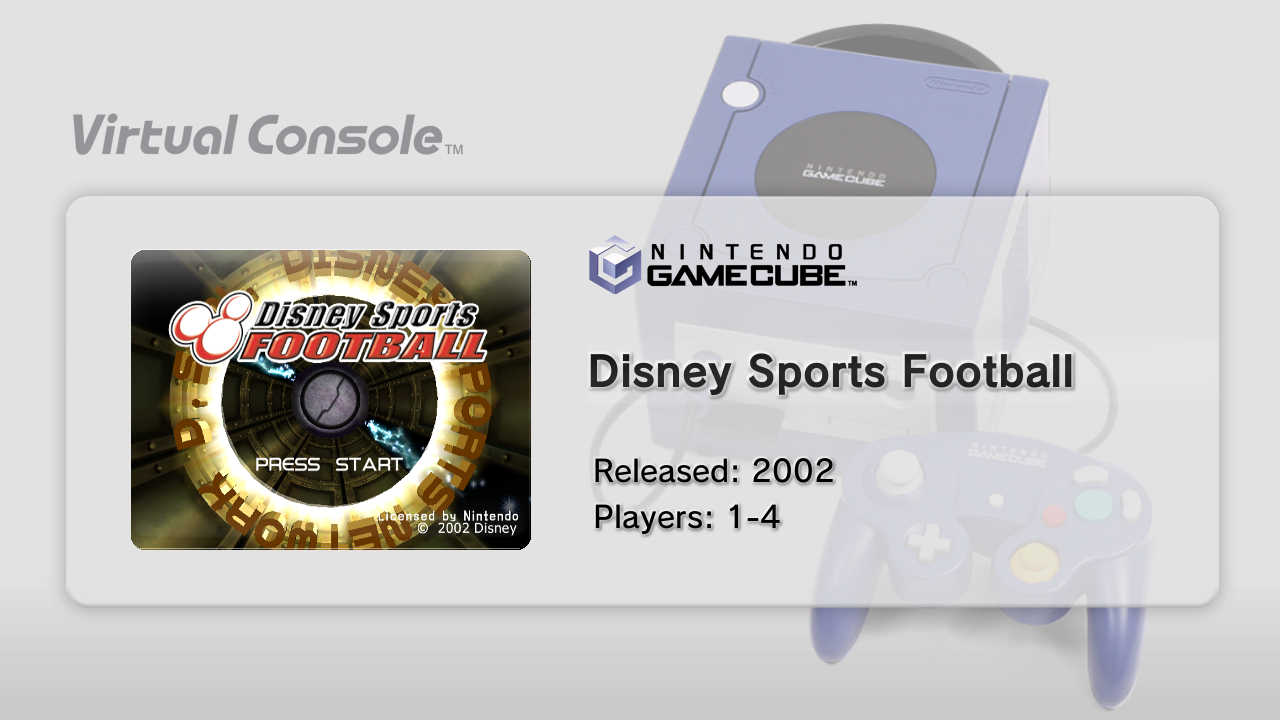 Nintendo
NINTENDO
GAMECUBE
Virtual Console™
NINTENDO
GAMECUBE™
DISNEY SPORTS NETWORK
Disney Sports
FOOTBALL
Disney Sports Football
PRESS START
NINTENDO
GAMECUBE
Released: 2002
Players: 1-4
Licensed by Nintendo
© 2002 Disney